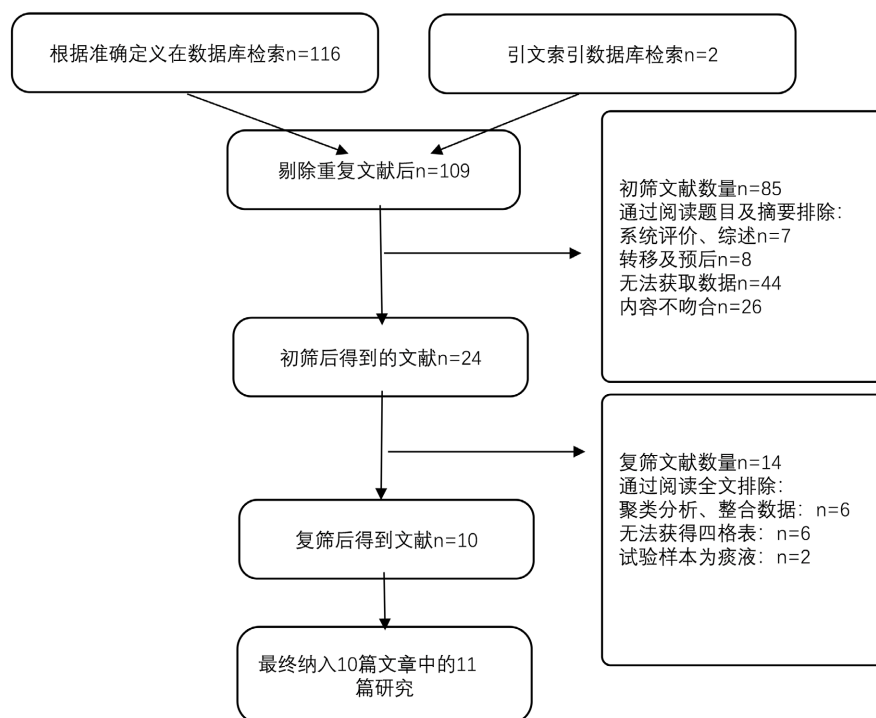 根据准确定义在数据库检索n=116
引文索引数据库检索n=2
剔除重复文献后n=109
初筛文献数量n=85
通过阅读题目及摘要排除:
系统评价、综述n=7
转移及预后n=8
无法获取数据n=44
内容不吻合n=26
初筛后得到的文献n=24
复筛文献数量n=14
通过阅读全文排除:
聚类分析、整合数据：n=6
无法获得四格表：n=6
试验样本为痰液：n=2
复筛后得到文献n=10
最终纳入10篇文章中的11
篇研究